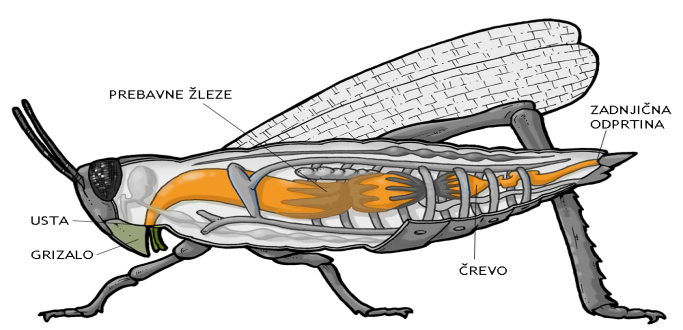 PREBAVNE ŽLEZE
ZADNJIČNA
ODPRTINA
USTA
GRIZALO
ČREVO